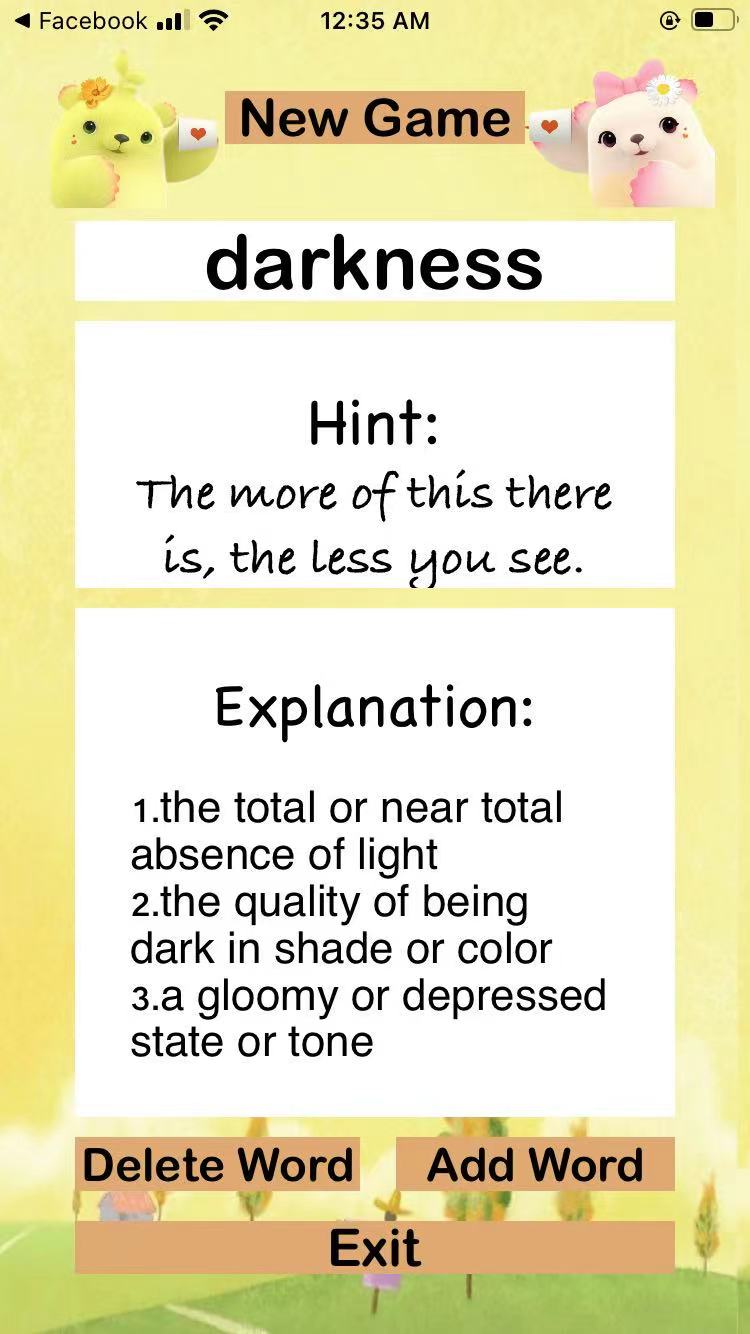 Facebook 12:35 AM
New Game
darkness
Hint:
The more of this there
is, the less you see.
Explanation:
1.the total or near total
absence of light
2.the quality of being
dark in shade or color
3.a gloomy or depressed
state or tone
Delete Word Add Word
Exit